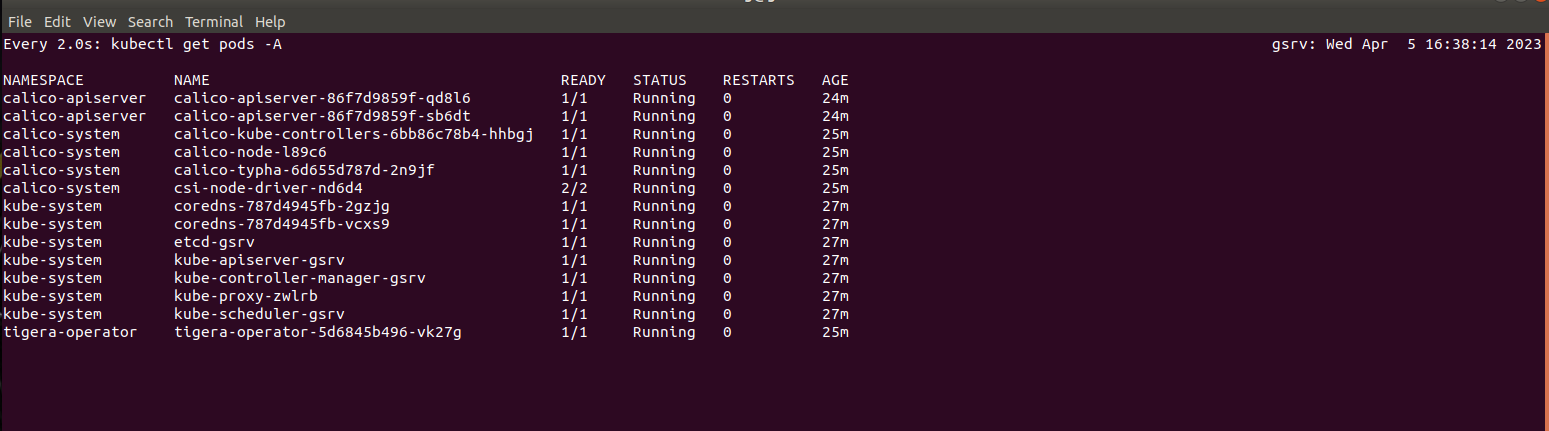 File Edit View Search Terminal Help
Every 2.0s: kubectl get pods -A gsrv: Wed Apr  5 16:38:14 2023
NAMESPACE NAME READY STATUS RESTARTS AGE
calico-apiserver calico-apiserver-86f7d9859f-qd8l6 1/1 Running 0 24m
calico-apiserver calico-apiserver-86f7d9859f-sb6dt 1/1 Running 0 24m
calico-system calico-kube-controllers-6bb86c78b4-hhbgj 1/1 Running 0 25m
calico-system calico-node-l89c6 1/1 Running 0 25m
calico-system calico-typha-6d655d787d-2n9jf 1/1 Running 0 25m
calico-system csi-node-driver-nd6d4 2/2 Running 0 25m
kube-system coredns-787d4945fb-2gzjg 1/1 Running 0 27m
kube-system coredns-787d4945fb-vcxs9 1/1 Running 0 27m
kube-system etcd-gsrv 1/1 Running 0 27m
kube-system kube-apiserver-gsrv 1/1 Running 0 27m
kube-system kube-controller-manager-gsrv 1/1 Running 0 27m
kube-system kube-proxy-zwlrb 1/1 Running 0 27m
kube-system kube-scheduler-gsrv 1/1 Running 0 27m
tigera-operator tigera-operator-5d6845b496-vk27g 1/1 Running 0 25m